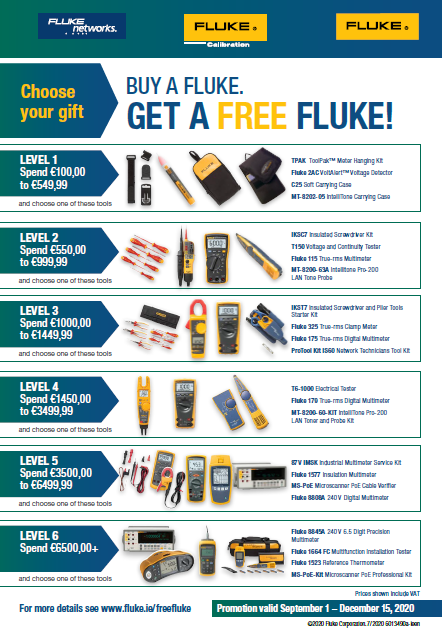 FLUKE networks.
FLUKE®
Calibration
FLUKE®
Choose
your gift
BUY A FLUKE.
GET A FREE FLUKE!
LEVEL 1
Spend €100,00
to €549,99
and choose one of these tools
TPAK ToolPak™ Meter Hanging Kit
Fluke 2AC VoltAlert™ Voltage Detector
C25 Soft Carrying Case
MT-8202-05 IntelliTone Carrying Case
LEVEL 2
Spend €550,00
to €999,99
and choose one of these tools
IKSC7 Insulated Screwdriver Kit
T150 Voltage and Continuity Tester
Fluke 115 True-rms Multimeter
MT-8200-63A Intellitone Pro-200
LAN Tone Probe
LEVEL 3
Spend €1000,00
to €1449,99
and choose one of these tools
IKST7 Insulated Screwdriver and Plier Tools
Starter Kit
Fluke 325 True-rms Clamp Meter
Fluke 175 True-rms Digital Multimeter
ProTool Kit IS60 Network Technicians Tool Kit
LEVEL 4
Spend €1450,00
to €3499,99
and choose one of these tools
T6-1000 Electrical Tester
Fluke 179 True-rms Digital Multimeter
MT-8200-60-KIT IntelliTone Pro-200
LAN Toner and Probe Kit
LEVEL 5
Spend €3500,00
to €6499,99
and choose one of these tools
87V IMSK Industrial Multimeter Service Kit
Fluke 1577 Insulation Multimeter
MS-PoE Microscanner PoE Cable Verifier
Fluke 8808A 240V Digital Multimeter
LEVEL 6
Spend €6500,00+
and choose one of these tools
Fluke 8845A 240V 6.5 Digit Precision
Multimeter
Fluke 1664 FC Multifunction Installation Tester
Fluke 1523 Reference Thermometer
MS-PoE-Kit Microscanner PoE Professional Kit
Prices shown include VAT
For more details see www.fluke.ie/freefluke
Promotion valid September 1 – December 15, 2020
©2020 Fluke Corporation. 7/2020 6013490a-ieen